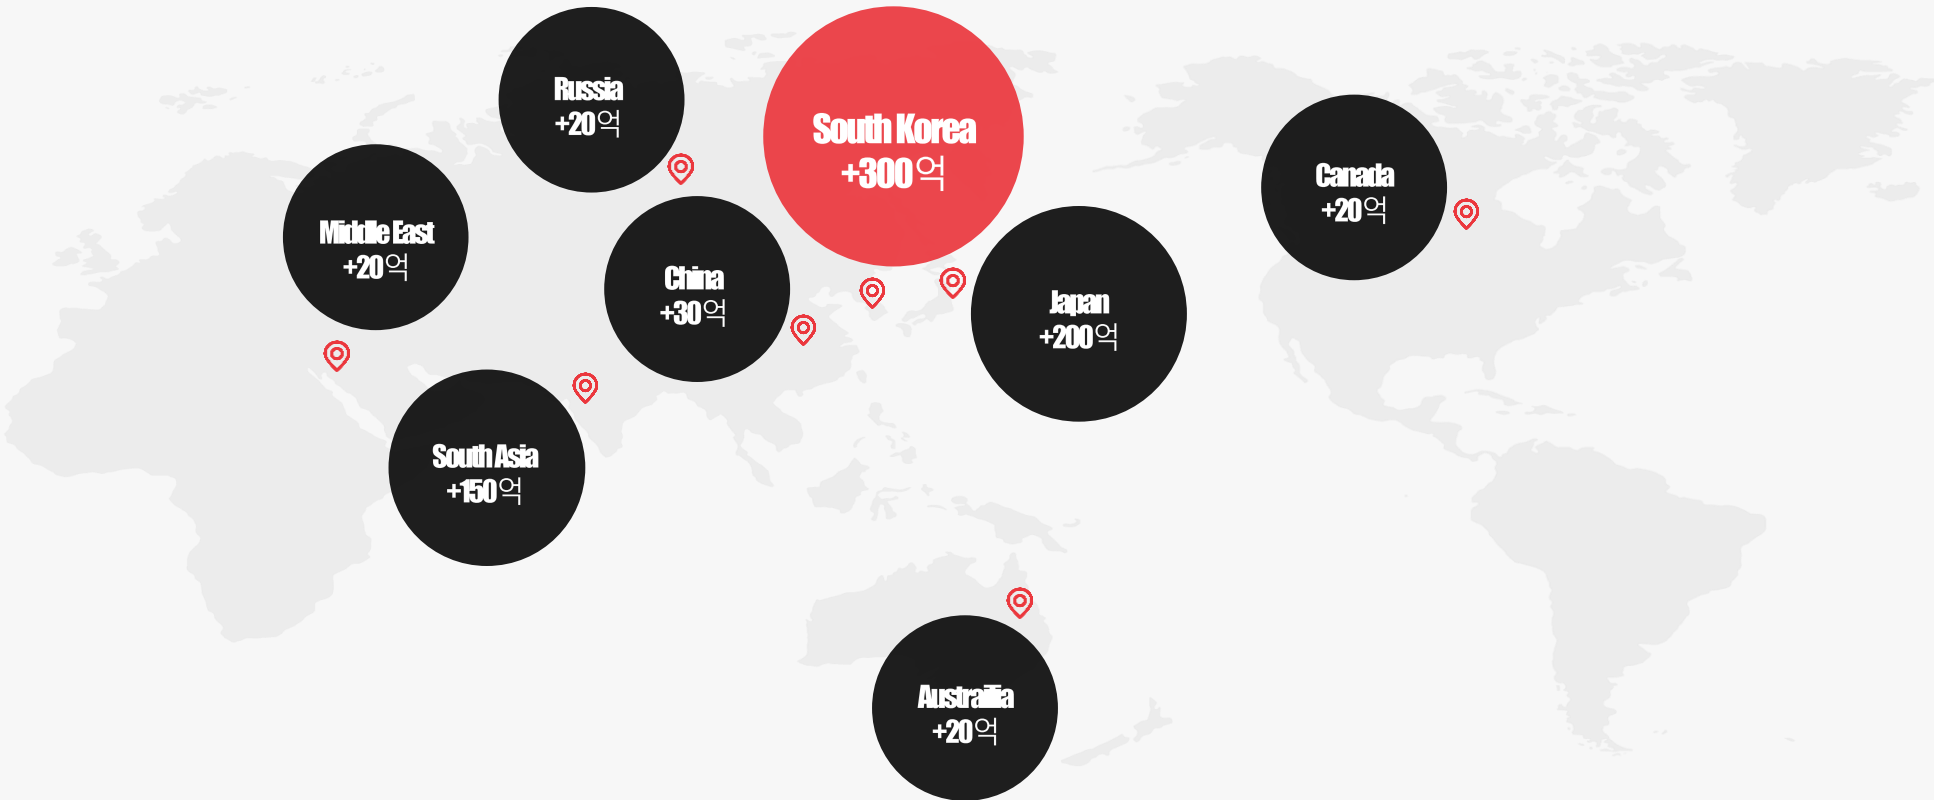 Russia
+20억
South Korea
+300억
Canada
+20억
Middle East
+20억
China
+30억
Japan
+200억
South Asia
+150억
Austrailia
+20억